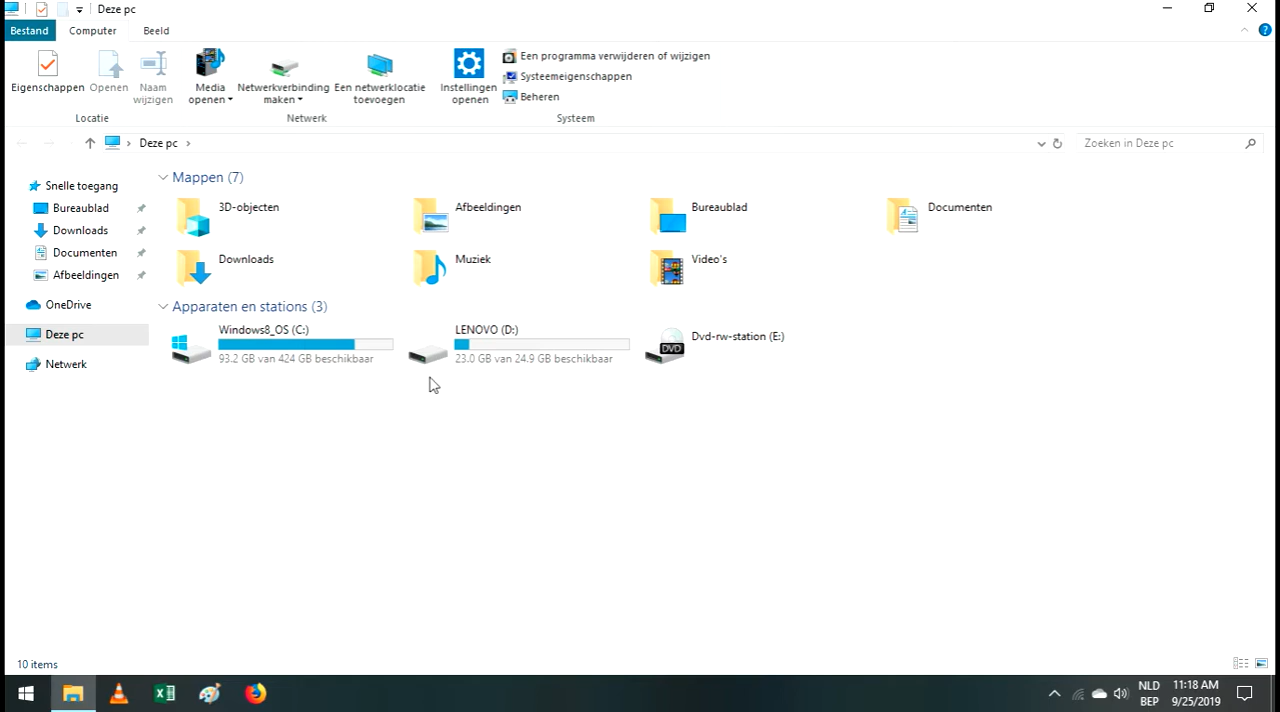 Deze pc
Bestand Computer Beeld
Eigenschappen Openen Naam wijzigen Media openen Netwerkverbinding maken Een netwerklocatie toevoegen Instellingen openen
Een programma verwijderen of wijzigen
Systeemeigenschappen
Beheren
Locatie Netwerk Systeem
Deze pc Zoeken in Deze pc
Snelle toegang
Bureaublad
Downloads
Documenten
Afbeeldingen
OneDrive
Deze pc
Netwerk
Mappen (7)
3D-objecten Afbeeldingen Bureaublad Documenten
Downloads Muziek Video's
Apparaten en stations (3)
Windows8_OS (C:) LENOVO (D:) Dvd-rw-station (E:)
DVD
93.2 GB van 424 GB beschikbaar 23.0 GB van 24.9 GB beschikbaar
10 items
NLD 11:18 AM
BEP 9/25/2019